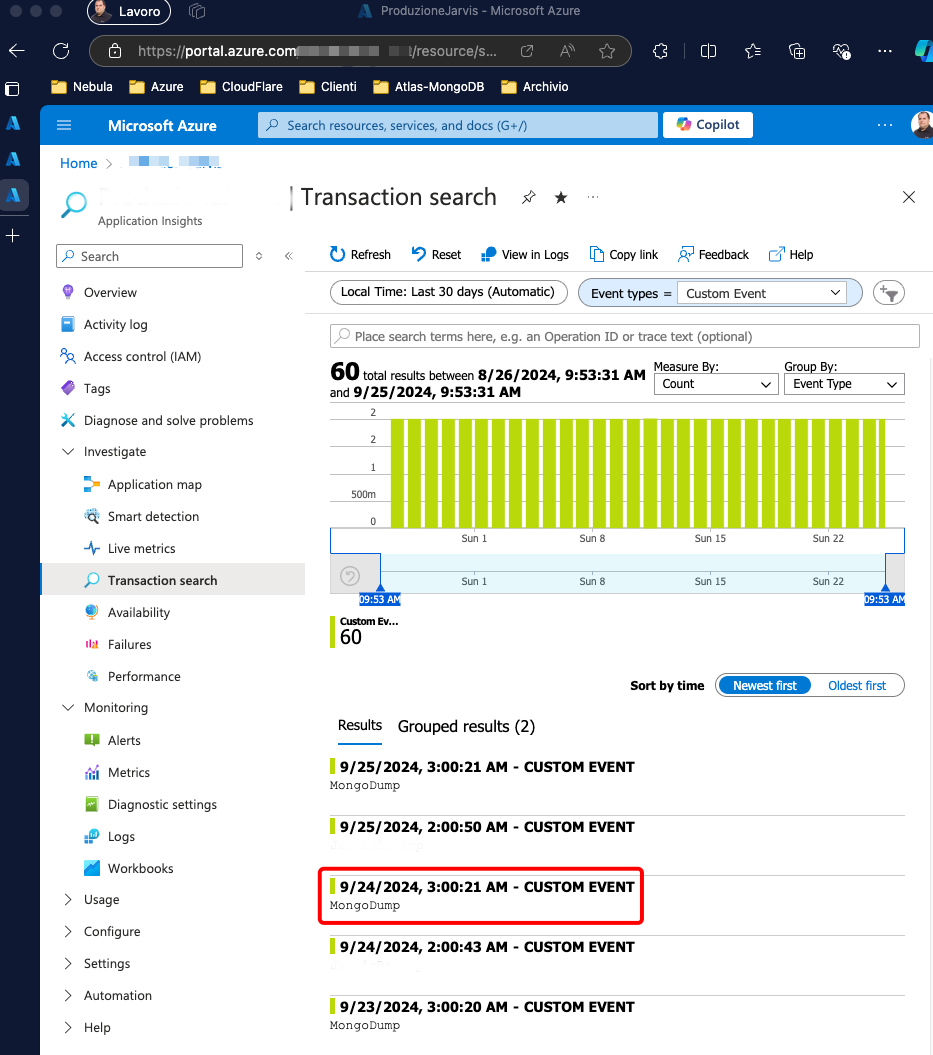 Lavoro
ProduzioneJarvis - Microsoft Azure
https://portal.azure.com
/resource/s...
Nebula Azure CloudFlare Clienti Atlas-MongoDB Archivio
Microsoft Azure
Search resources, services, and docs (G+/)
Copilot
Home >
| Transaction search
Application Insights
Search
Refresh Reset View in Logs Copy link Feedback Help
Local Time: Last 30 days (Automatic)
Event types = Custom Event
Place search terms here, e.g. an Operation ID or trace text (optional)
Overview
Activity log
Access control (IAM)
Tags
Diagnose and solve problems
Investigate
Application map
Smart detection
Live metrics
Transaction search
Availability
Failures
Performance
Monitoring
Alerts
Metrics
Diagnostic settings
Logs
Workbooks
Usage
Configure
Settings
Automation
Help
60 total results between 8/26/2024, 9:53:31 AM
and 9/25/2024, 9:53:31 AM
Measure By:
Count
Group By:
Event Type
2
2
1
500m
0
Sun 1 Sun 8 Sun 15 Sun 22
Sun 1 Sun 8 Sun 15 Sun 22
09:53 AM 09:53 AM
Custom Ev...
60
Sort by time Newest first Oldest first
Results Grouped results (2)
9/25/2024, 3:00:21 AM - CUSTOM EVENT
MongoDump
9/25/2024, 2:00:50 AM - CUSTOM EVENT
9/24/2024, 3:00:21 AM - CUSTOM EVENT
MongoDump
9/24/2024, 2:00:43 AM - CUSTOM EVENT
9/23/2024, 3:00:20 AM - CUSTOM EVENT
MongoDump